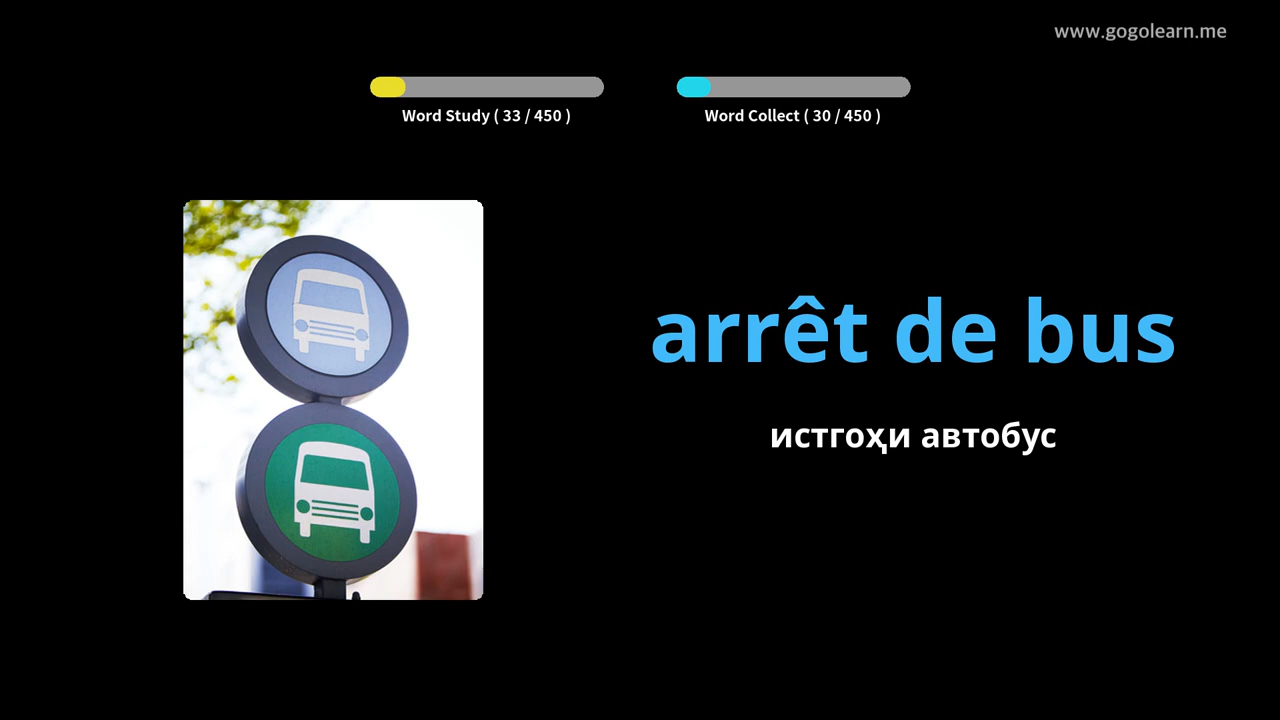 www.gogolearn.me
Word Study ( 33 / 450 )
Word Collect ( 30 / 450 )
arrêt de bus
истгоҳи автобус